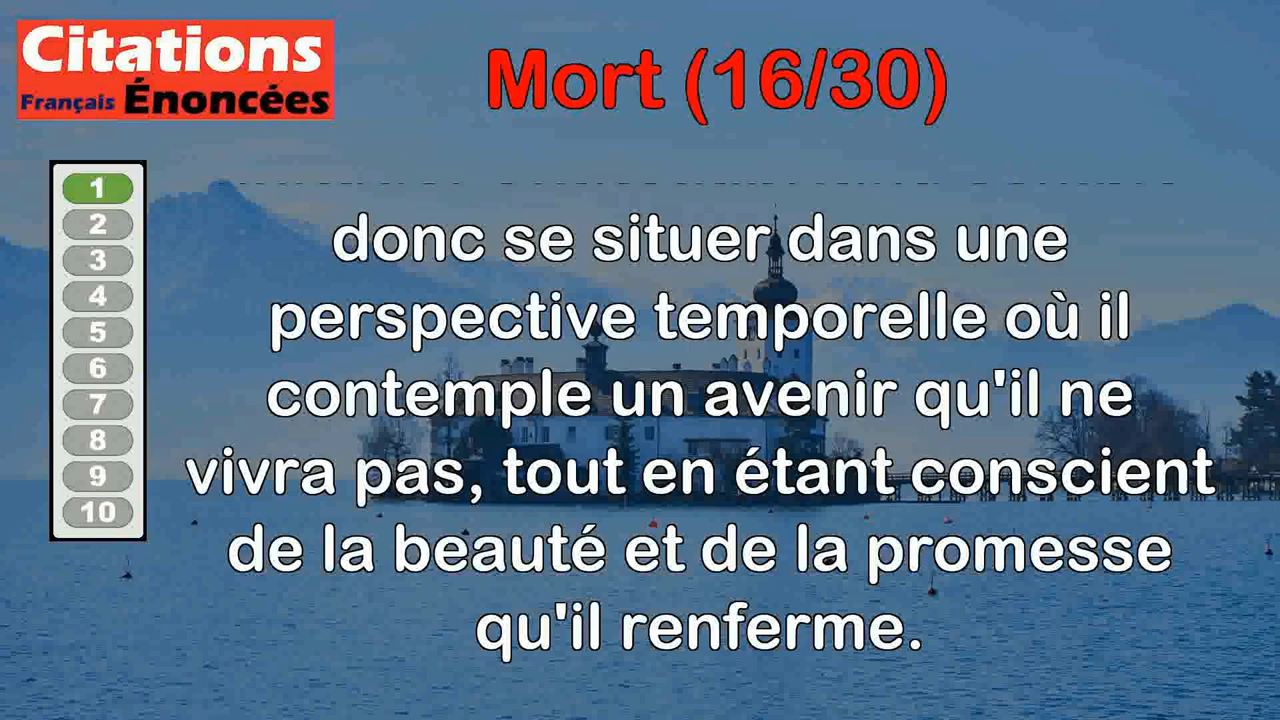 Citations
Français Énoncées
Mort (16/30)
1
2
3
4
5
6
7
8
9
10
donc se situer dans une
perspective temporelle où il
contemple un avenir qu'il ne
vivra pas, tout en étant conscient
de la beauté et de la promesse
qu'il renferme.